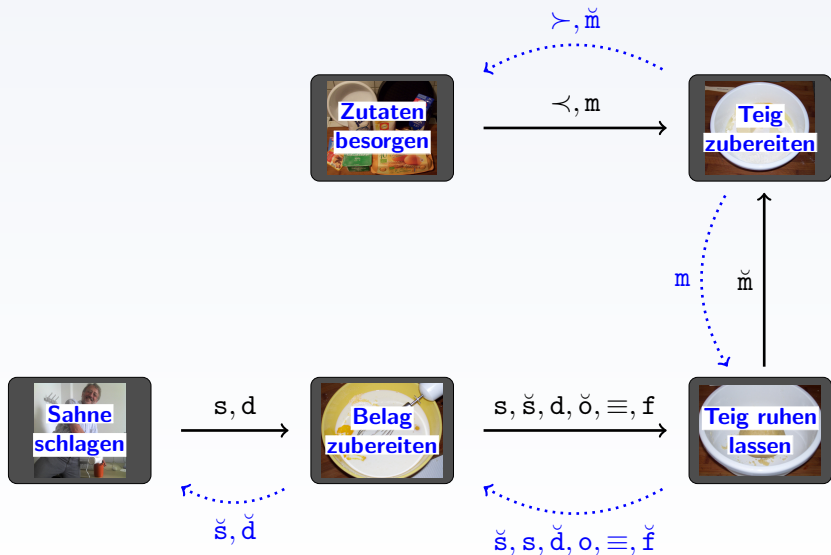 ≻, m̆
Zutaten
besorgen
≺, m
Teig
zubereiten
m
m̆
Sahne
schlagen
s, d
s̆, d̆
Belag
zubereiten
s, s̆, d, ŏ, ≡, f
s̆, s, d̆, o, ≡, f̆
Teig ruhen
lassen